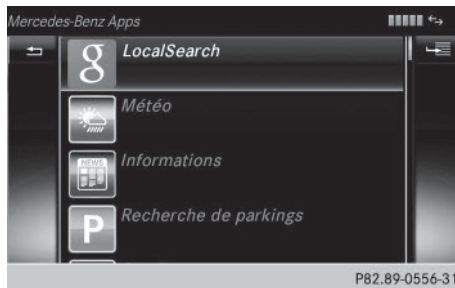 Mercedes-Benz Apps
g
LocalSearch
Météo
NEWS
Informations
P
Recherche de parkings
P82.89-0556-31